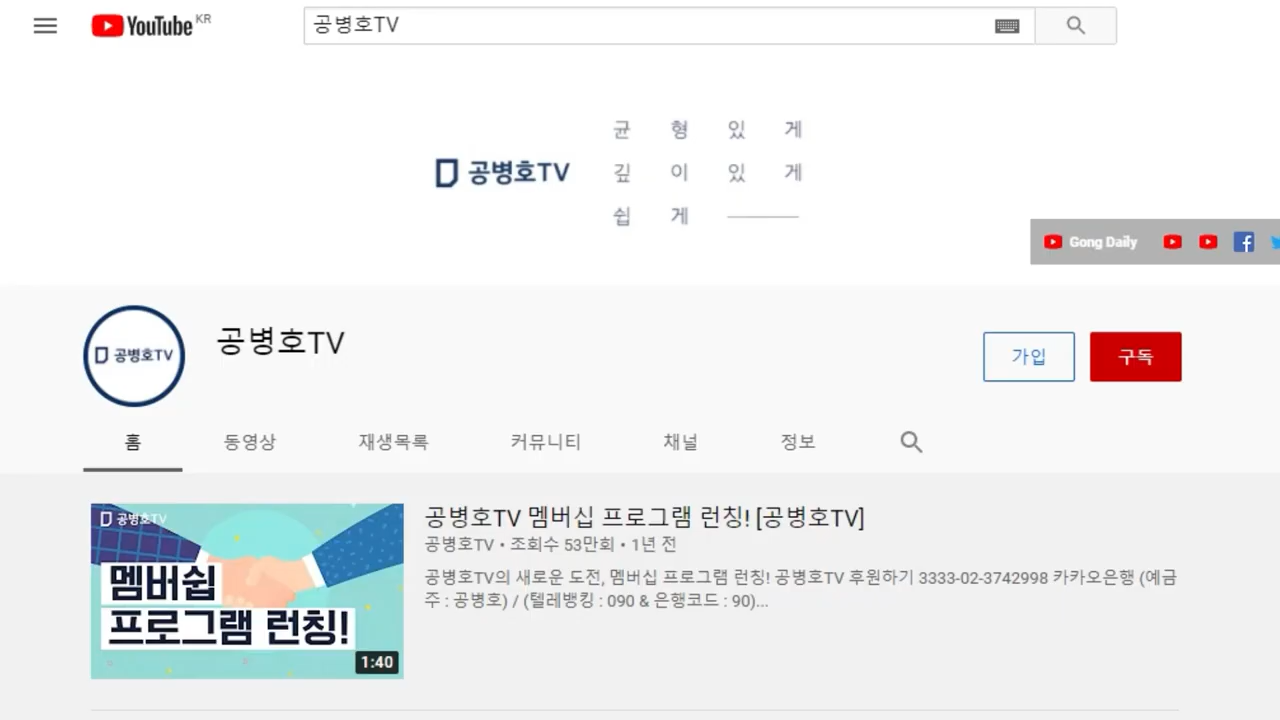 YouTube KR
공병호TV
균 형 있 게
공병호TV
깊 이 있 게
쉽 게
Gong Daily
공병호TV
공병호TV
가입
구독
홈 동영상 재생목록 커뮤니티 채널 정보
공병호TV
멤버쉽
프로그램 런칭!
1:40
공병호TV 멤버십 프로그램 런칭! [공병호TV]
공병호TV • 조회수 53만회 • 1년 전
공병호TV의 새로운 도전, 멤버십 프로그램 런칭! 공병호TV 후원하기 3333-02-3742998 카카오은행 (예금
주 : 공병호) / (텔레뱅킹 : 090 & 은행코드 : 90)...